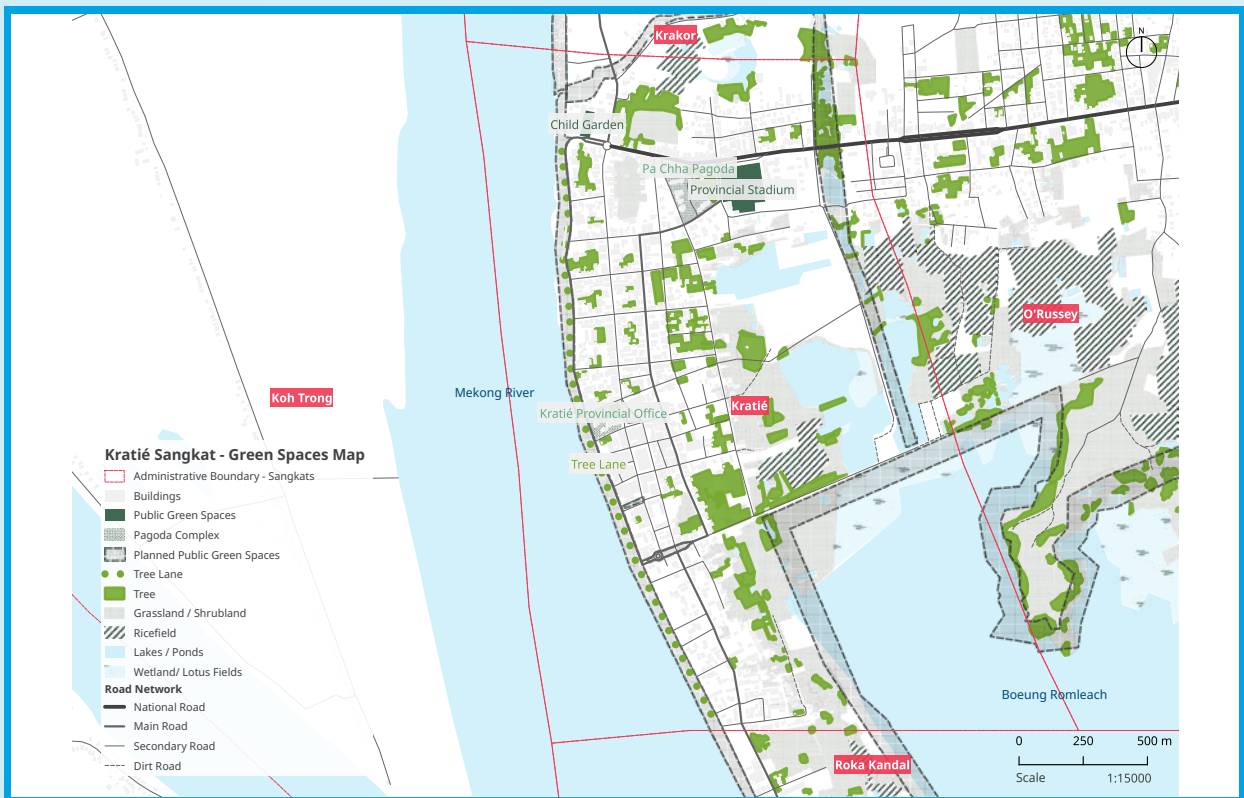 Krakor
N
Child Garden
Pa Chha Pagoda
Provincial Stadium
O'Russey
Mekong River
Koh Trong
Kratié
Kratié Provincial Office
Tree Lane
Kratié Sangkat - Green Spaces Map
Administrative Boundary - Sangkats
Buildings
Public Green Spaces
Pagoda Complex
Planned Public Green Spaces
Tree Lane
Tree
Grassland / Shrubland
Ricefield
Lakes / Ponds
Wetland/ Lotus Fields
Road Network
National Road
Main Road
Secondary Road
Dirt Road
Boeung Romleach
0 250 500 m
Roka Kandal
Scale 1:15000